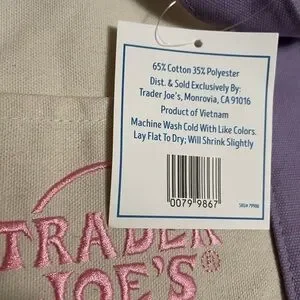 65% Cotton 35% Polyester
Dist. & Sold Exclusively By:
Trader Joe's, Monrovia, CA 91016
Product of Vietnam
Machine Wash Cold With Like Colors.
Lay Flat To Dry; Will Shrink Slightly
0079 9867
SKU#
TRADER
JOE'S®